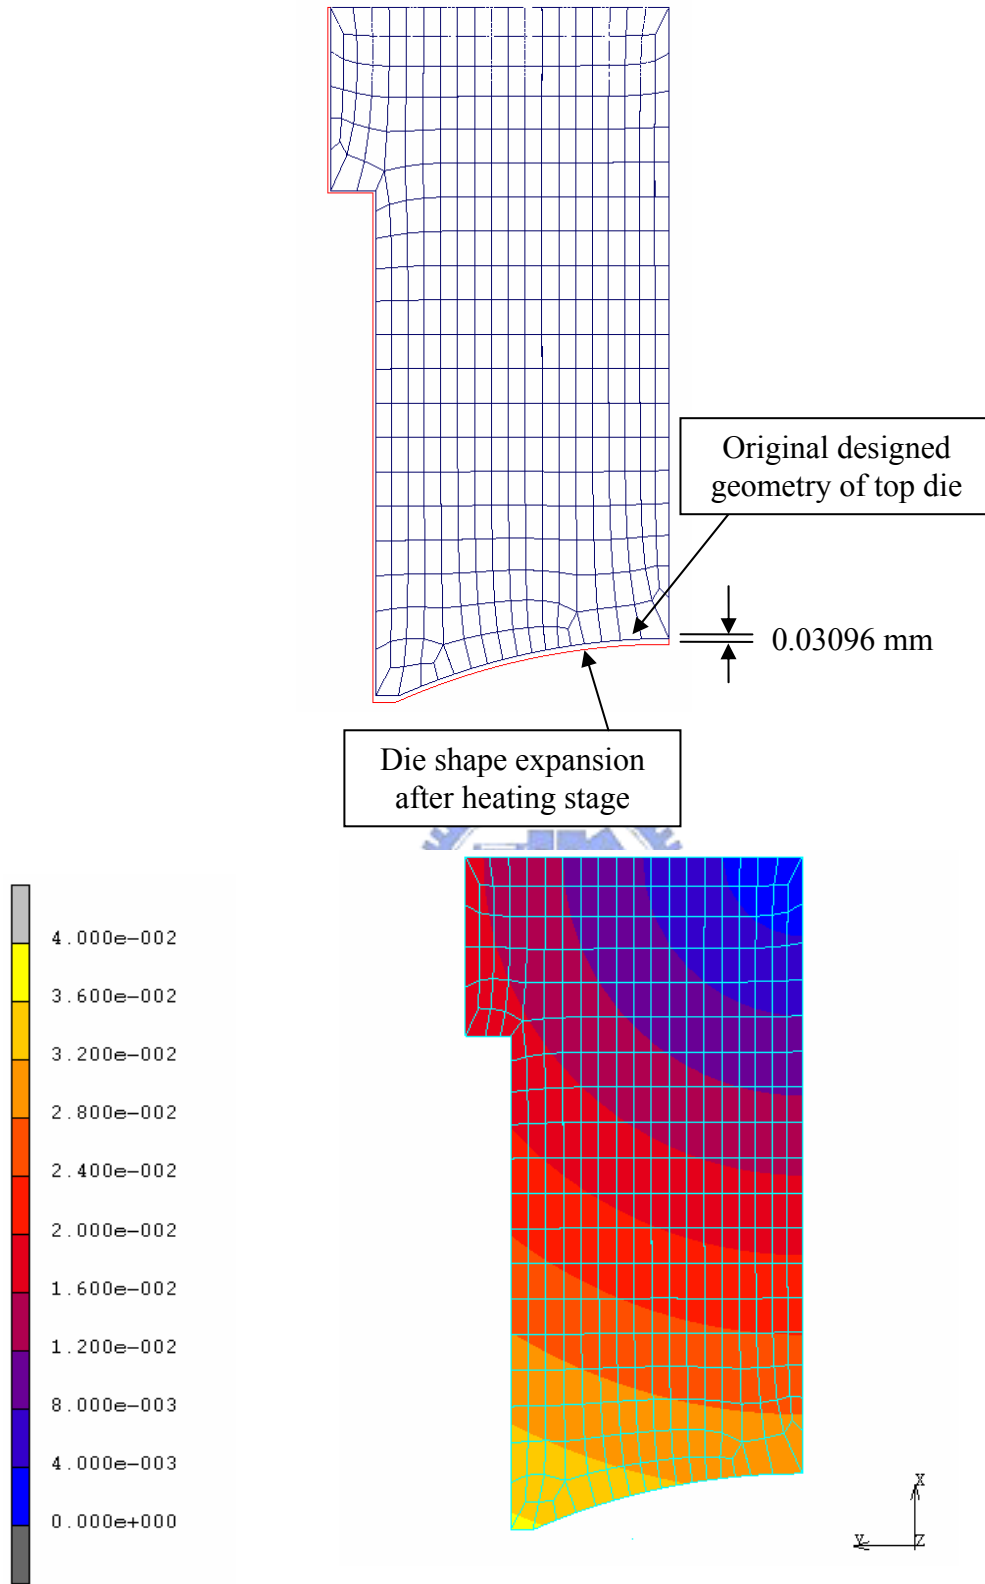 Original designed
geometry of top die
0.03096 mm
Die shape expansion
after heating stage
4.000e-002
3.600e-002
3.200e-002
2.800e-002
2.400e-002
2.000e-002
1.600e-002
1.200e-002
8.000e-003
4.000e-003
0.000e+000
X
Y
Z